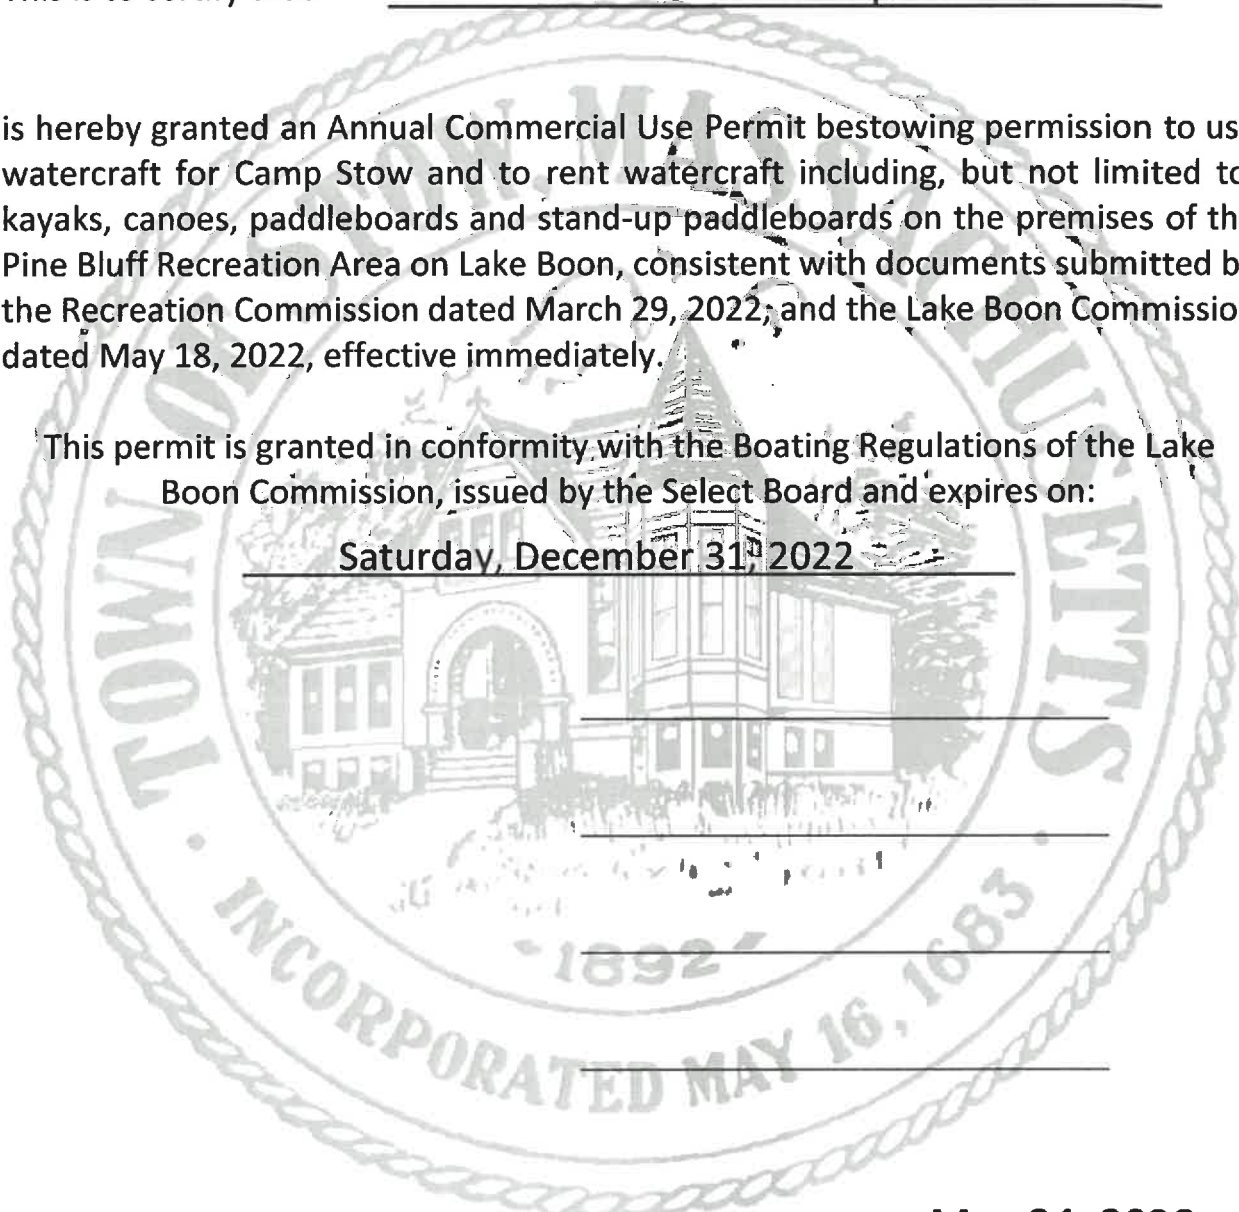 is hereby granted an Annual Commercial Use Permit bestowing permission to us
watercraft for Camp Stow and to rent watercraft including, but not limited to
kayaks, canoes, paddleboards and stand-up paddleboards on the premises of th
Pine Bluff Recreation Area on Lake Boon, consistent with documents submitted b
the Recreation Commission dated March 29, 2022; and the Lake Boon Commissio
dated May 18, 2022, effective immediately.
This permit is granted in conformity with the Boating Regulations of the Lake
Boon Commission, issued by the Select Board and expires on:
Saturday, December 31, 2022
TOWN OF STOW, MASSACHUSETTS
1892
INCORPORATED MAY 16, 1683